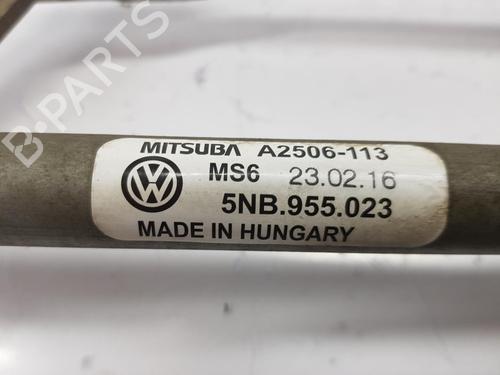 MITSUBA A2506-113
MS6 23.02.16
5NB.955.023
MADE IN HUNGARY
B-PARTS